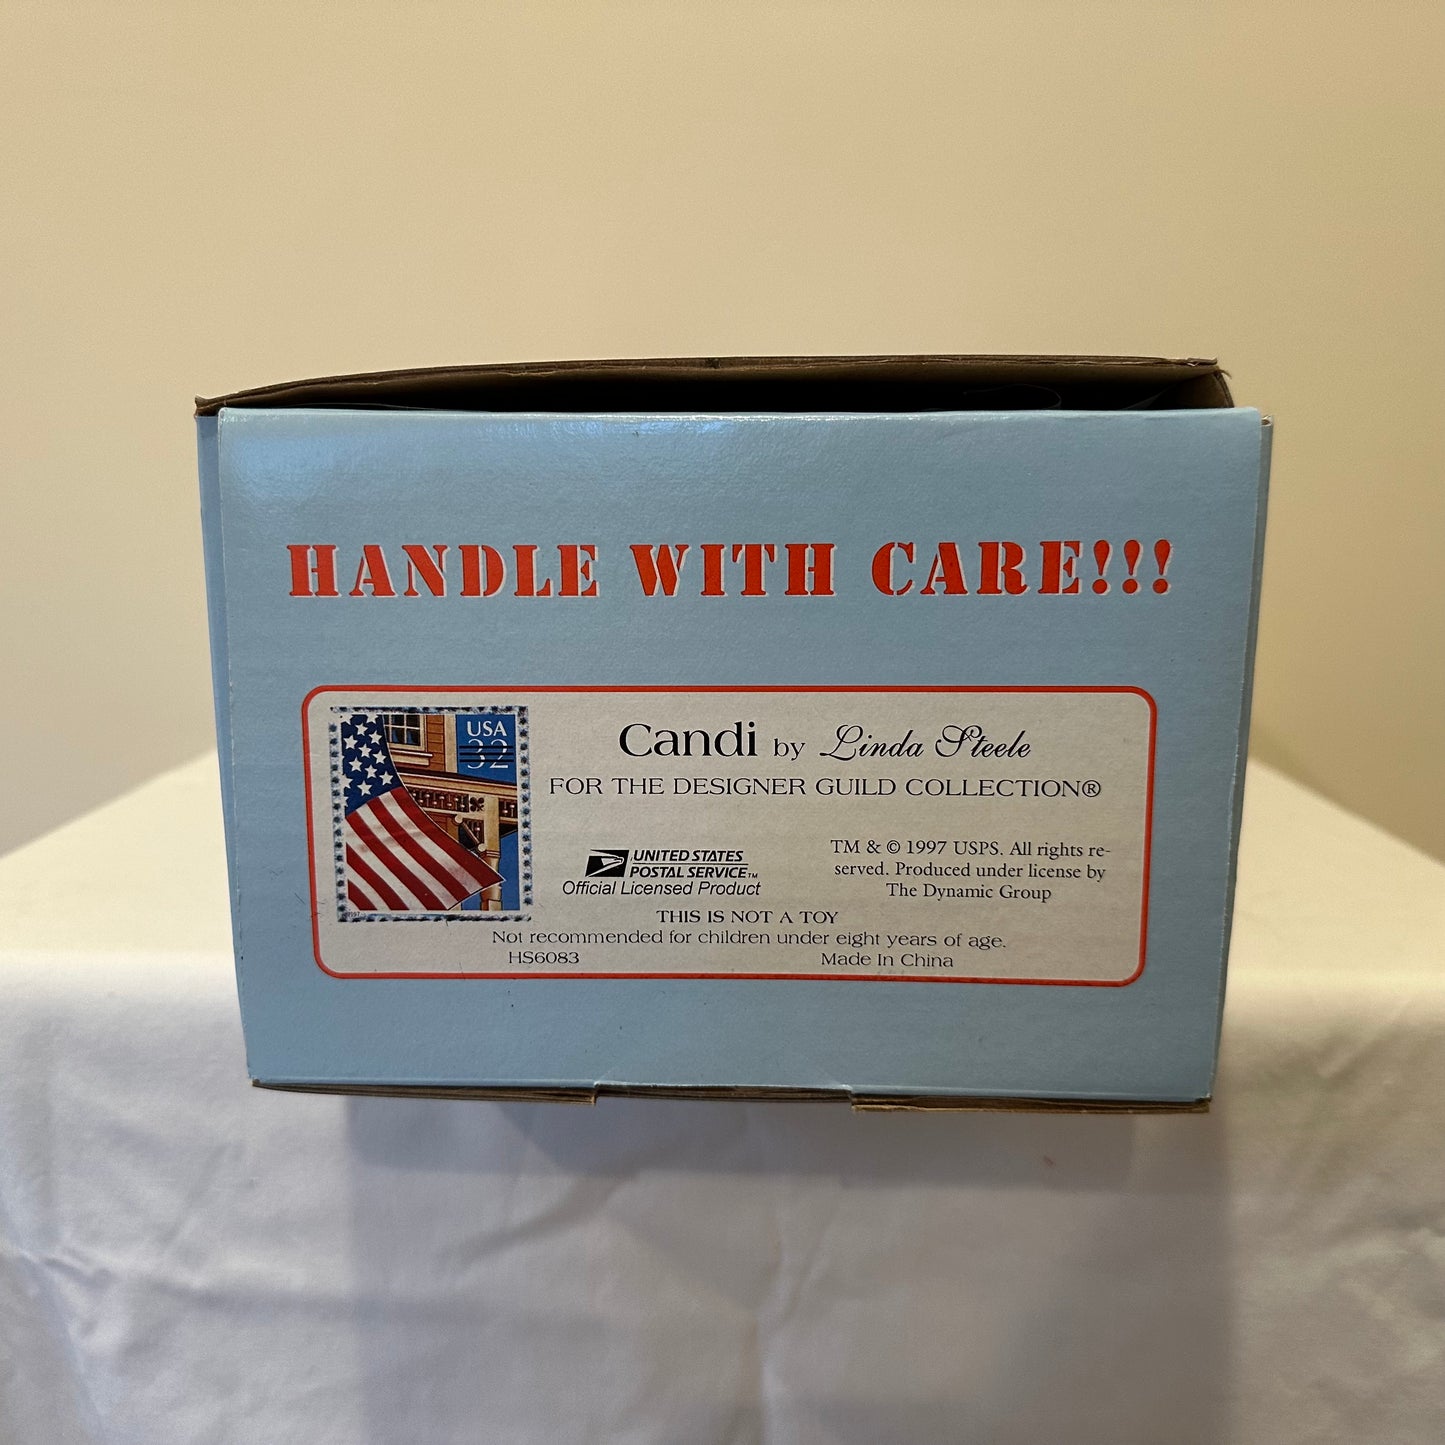 HANDLE WITH CARE!!!
USA
32
Candi by Linda Steele
FOR THE DESIGNER GUILD COLLECTION®
UNITED STATES
POSTAL SERVICE™
Official Licensed Product
TM & © 1997 USPS. All rights re-
served. Produced under license by
The Dynamic Group
THIS IS NOT A TOY
Not recommended for children under eight years of age.
HS6083
Made In China